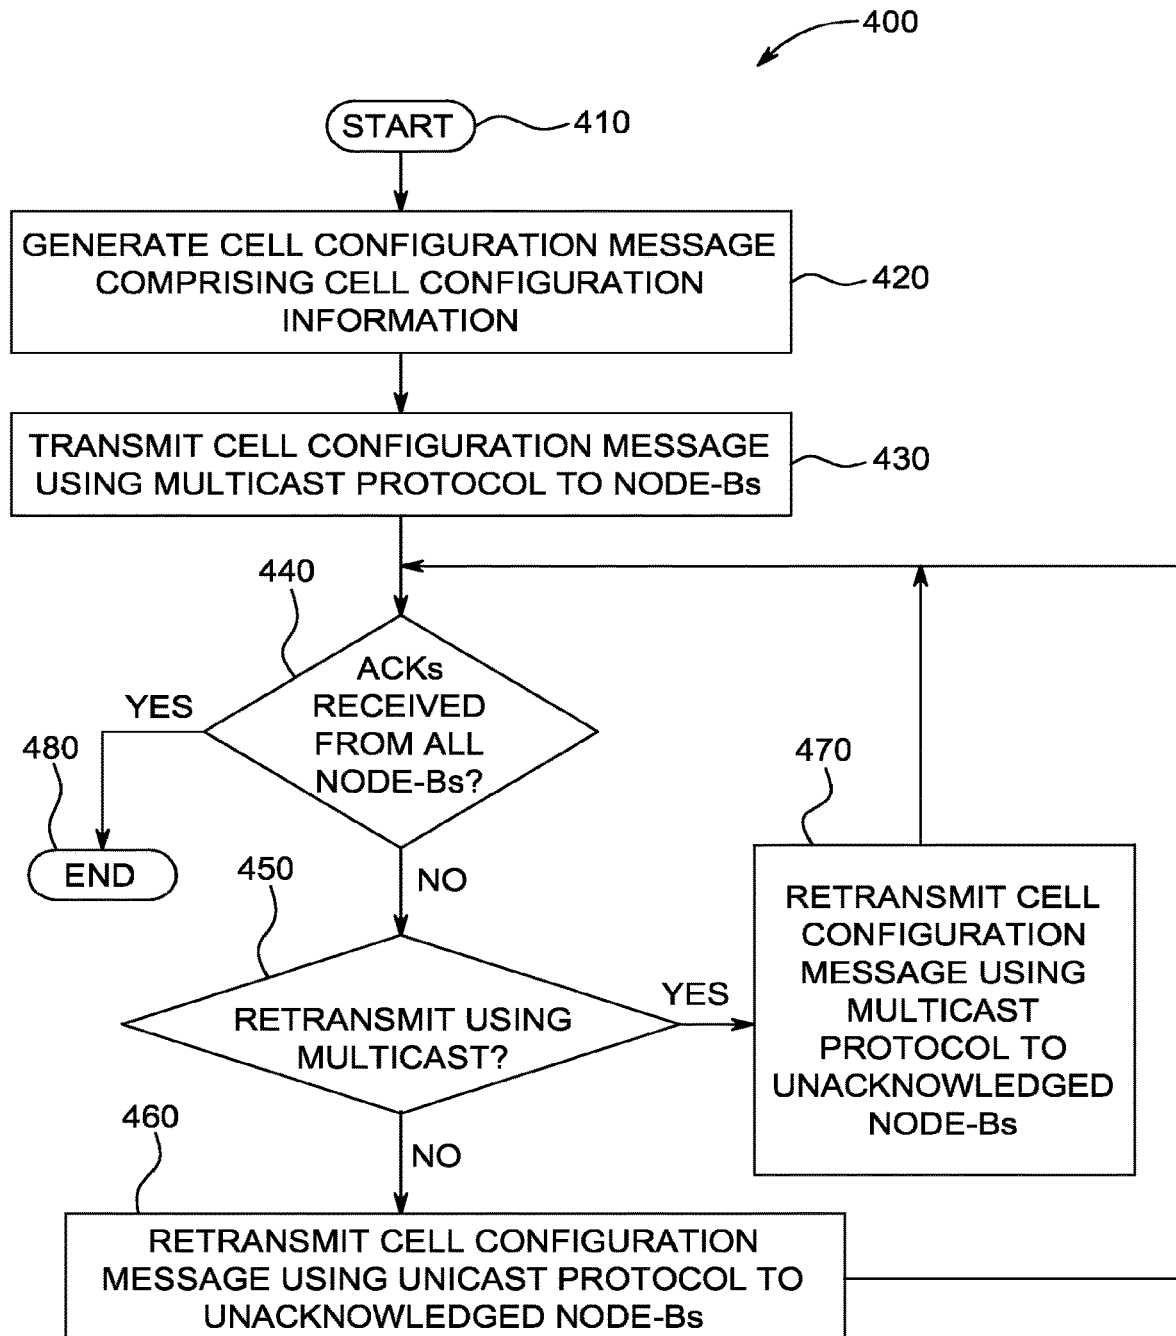 400
START
410
GENERATE CELL CONFIGURATION MESSAGE
COMPRISING CELL CONFIGURATION
INFORMATION
420
TRANSMIT CELL CONFIGURATION MESSAGE
USING MULTICAST PROTOCOL TO NODE-Bs
430
440
ACKs
RECEIVED
FROM ALL
NODE-Bs?
YES
480
END
NO
470
RETRANSMIT CELL
CONFIGURATION
MESSAGE USING
MULTICAST
PROTOCOL TO
UNACKNOWLEDGED
NODE-Bs
450
RETRANSMIT USING
MULTICAST?
YES
NO
460
RETRANSMIT CELL CONFIGURATION
MESSAGE USING UNICAST PROTOCOL TO
UNACKNOWLEDGED NODE-Bs